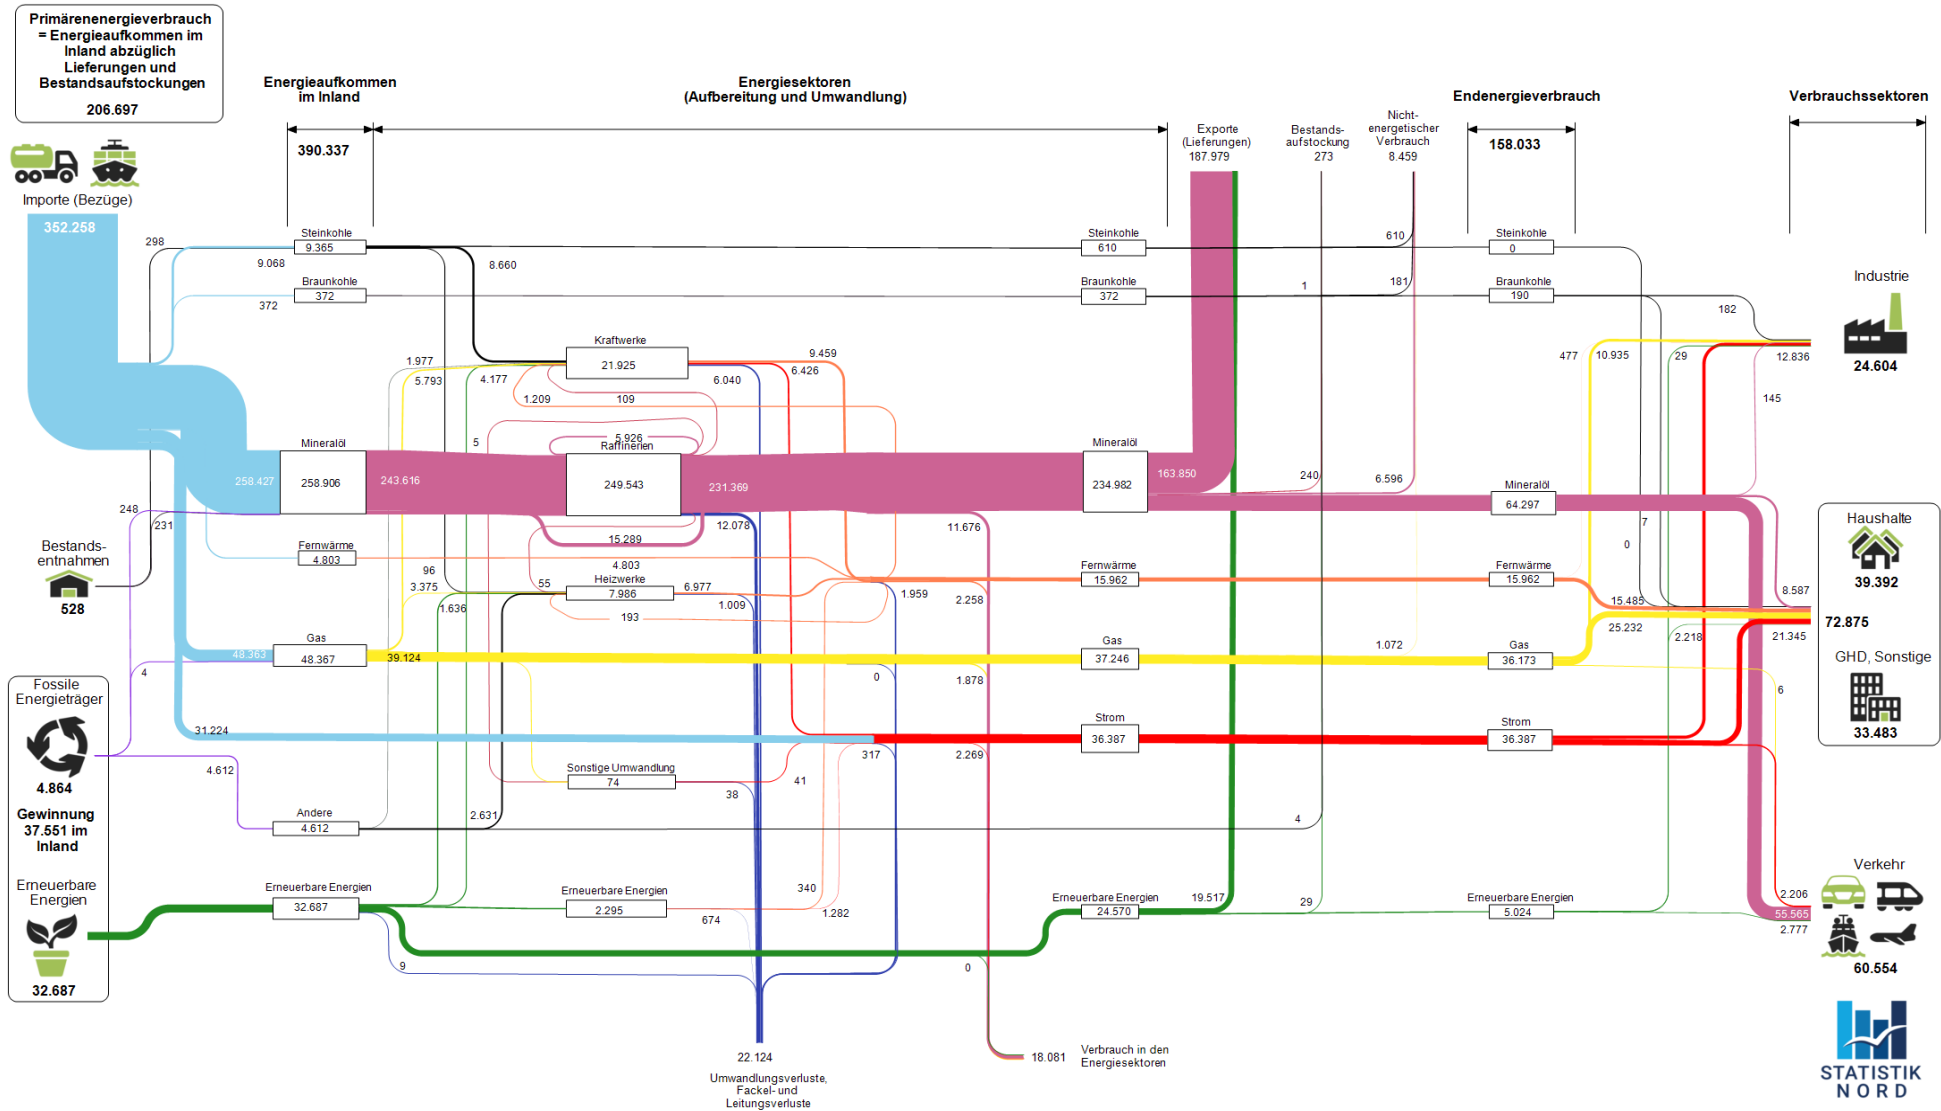 Primärenenergieverbrauch
= Energieaufkommen im
Inland abzüglich
Lieferungen und
Bestandsaufstockungen
206.697
Energieaufkommen
im Inland
390.337
Energiesektoren
(Aufbereitung und Umwandlung)
Exporte
(Lieferungen)
187.979
Bestands-
aufstockung
273
Nicht-
energetischer
Verbrauch
8.459
Endenergieverbrauch
158.033
Verbrauchssektoren
Importe (Bezüge)
352.258
298
9.068
372
Steinkohle
9.365
8.660
Steinkohle
610
610
Steinkohle
0
Braunkohle
372
Braunkohle
372
1
181
Braunkohle
190
182
Industrie
24.604
Kraftwerke
21.925
1.977
5.793
4.177
9.459
6.426
6.040
1.209
109
477
10.935
29
12.836
145
5
5.926
Mineralöl
258.906
258.427
243.616
Raffinerien
249.543
231.369
12.078
15.289
Mineralöl
234.982
163.850
240
6.596
Mineralöl
64.297
11.676
7
0
248
231
Bestands-
entnahmen
528
Fernwärme
4.803
4.803
96
3.375
1.636
55
Heizwerke
7.986
6.977
1.009
193
1.959
2.258
Fernwärme
15.962
Fernwärme
15.962
15.485
8.587
Haushalte
39.392
72.875
GHD, Sonstige
33.483
Gas
48.367
48.363
39.124
4
0
1.878
Gas
37.246
1.072
Gas
36.173
25.232
2.218
21.345
6
Fossile
Energieträger
4.864
Gewinnung
37.551 im
Inland
Erneuerbare
Energien
32.687
31.224
4.612
Strom
36.387
Strom
36.387
317
2.269
Sonstige Umwandlung
74
41
38
Andere
4.612
2.631
4
Erneuerbare Energien
32.687
Erneuerbare Energien
2.295
674
340
1.282
Erneuerbare Energien
24.570
19.517
29
Erneuerbare Energien
5.024
9
0
Verkehr
2.206
55.565
2.777
60.554
22.124
Umwandlungsverluste,
Fackel- und
Leitungsverluste
18.081
Verbrauch in den
Energiesektoren
STATISTIK
NORD